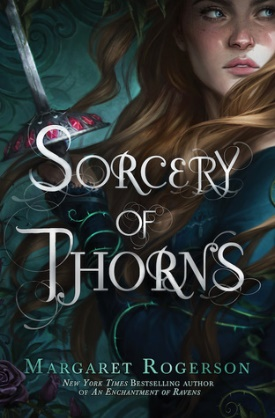 SORCERY
OF
THORNS
MARGARET ROGERSON
NEW YORK TIMES BESTSELLING AUTHOR
OF AN ENCHANTMENT OF RAVENS